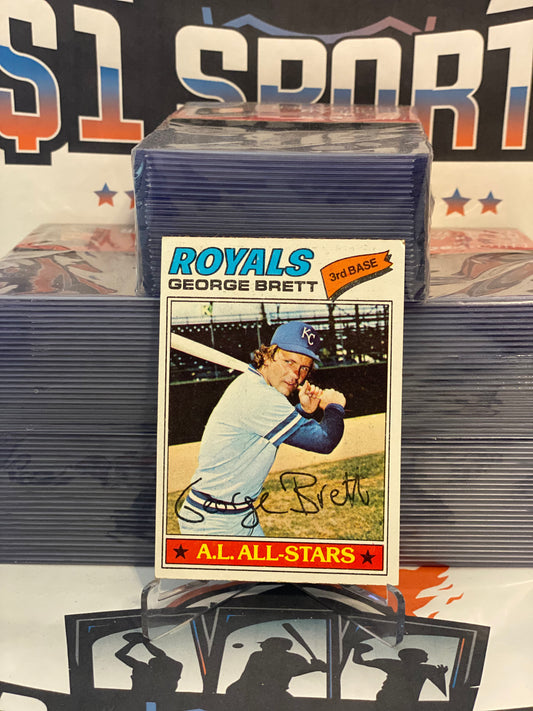 $1 SPORT
ROYALS
GEORGE BRETT
3rd BASE
KC
George Brett
A.L. ALL-STARS